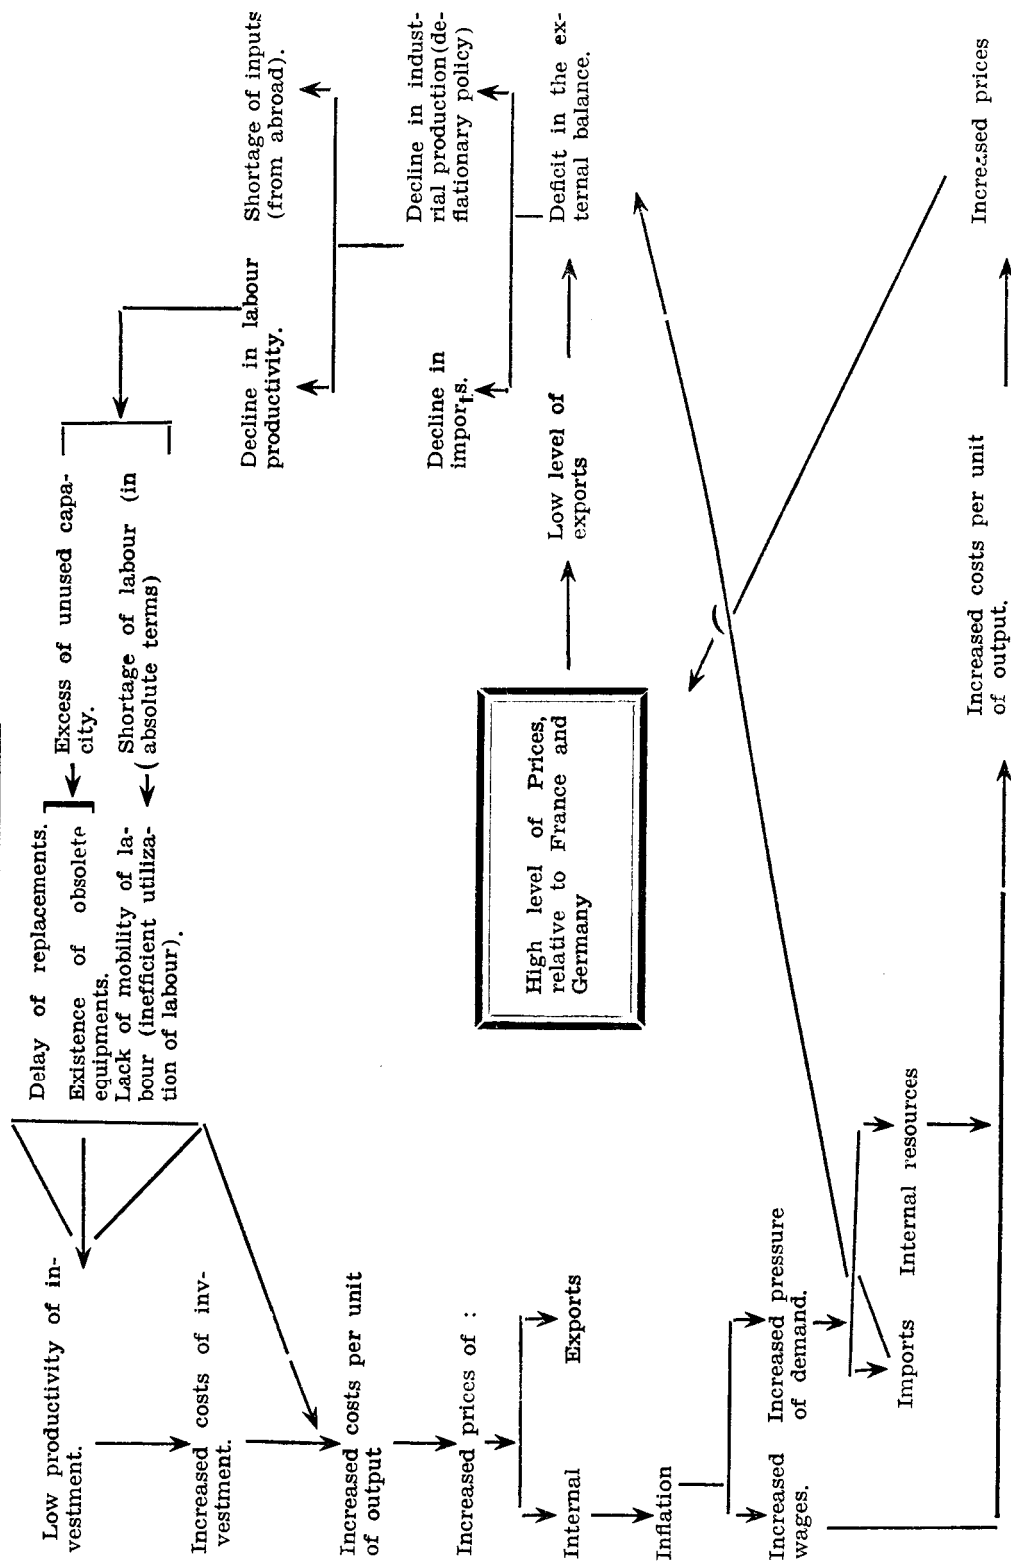 Low productivity of in-
vestment.
Increased costs of inv-
vestment.
Increased costs per unit
of output
Increased prices of :
Internal
Exports
Inflation
Increased
wages.
Increased pressure
of demand.
Imports
Internal resources
Delay of replacements.
Existence of obsolete
equipments.
Lack of mobility of la-
bour (inefficient utiliza-
tion of labour).
Excess of unused capa-
city.
Shortage of labour (in
absolute terms)
High level of Prices,
relative to France and
Germany
Low level of
exports
Increased costs per unit
of output.
Decline in labour
productivity.
Shortage of inputs
(from abroad).
Decline in
imports.
Decline in indust-
rial production(de-
flationary policy)
Deficit in the ex-
ternal balance.
Increased prices